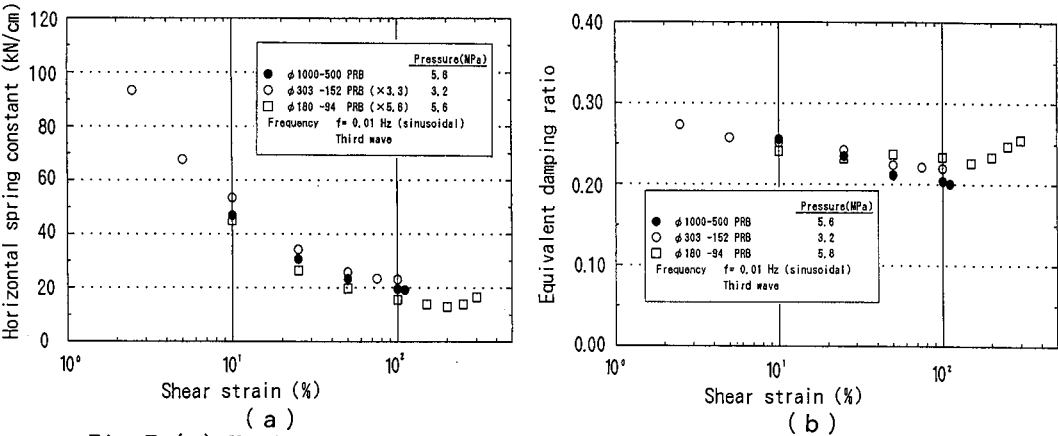 Horizontal spring constant (kN/cm)
120
100
80
60
40
20
0
10⁰
10¹
10²
Shear strain (%)
(a)
Pressure(MPa)
● φ1000-500 PRB 5.6
○ φ303 -152 PRB (×3.3) 3.2
□ φ180 -94 PRB (×5.6) 5.6
Frequency f= 0.01 Hz (sinusoidal)
Third wave
Equivalent damping ratio
0.40
0.30
0.20
0.10
0.00
10⁰
10¹
10²
Shear strain (%)
(b)
Pressure(MPa)
● φ1000-500 PRB 5.6
○ φ303 -152 PRB 3.2
□ φ180 -94 PRB 5.8
Frequency f= 0.01 Hz (sinusoidal)
Third wave